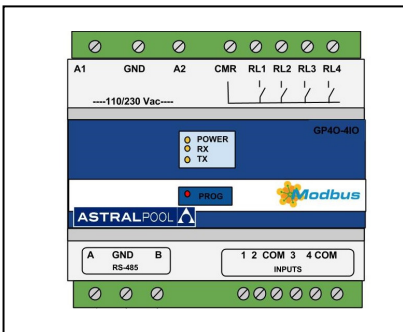 A1 GND A2 CMR RL1 RL2 RL3 RL4
----110/230 Vac----
GP4O-4IO
POWER
RX
TX
PROG
Modbus
ASTRALPOOL
A GND B
RS-485
1 2 COM 3 4 COM
INPUTS